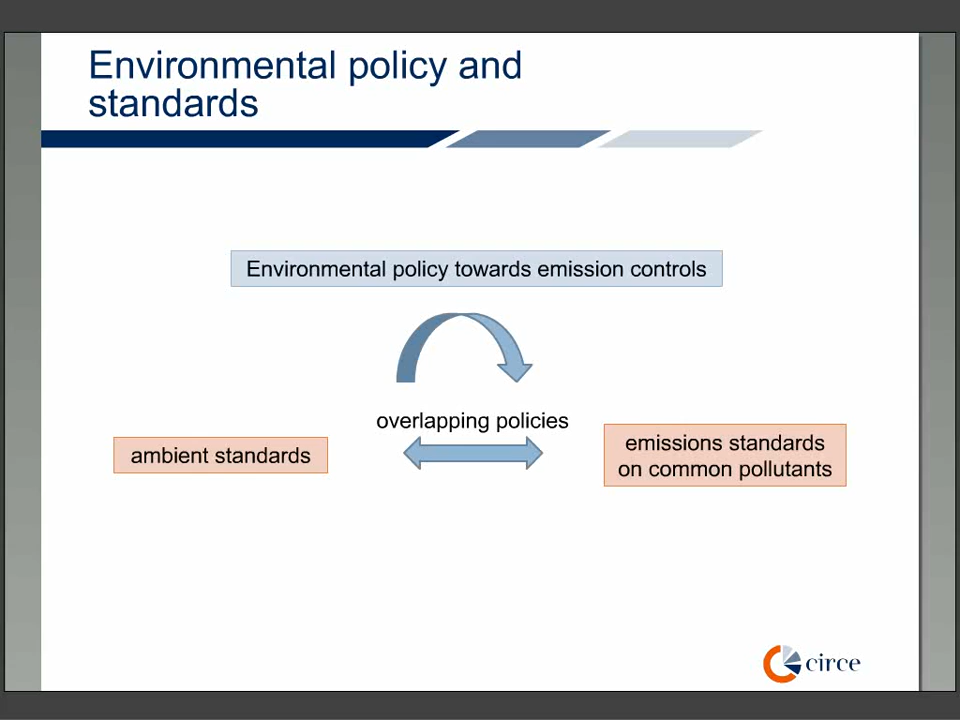 Environmental policy and
standards
Environmental policy towards emission controls
overlapping policies
ambient standards
emissions standards
on common pollutants
circe